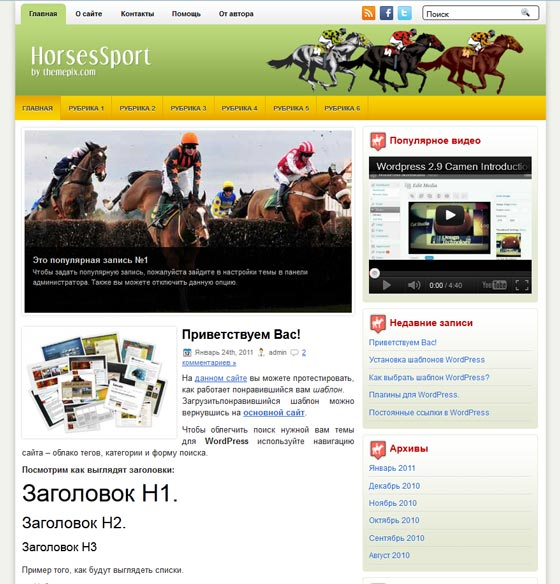 Главная О сайте Контакты Помощь От автора
Поиск
HorsesSport
by themepix.com
ГЛАВНАЯ РУБРИКА 1 РУБРИКА 2 РУБРИКА 3 РУБРИКА 4 РУБРИКА 5 РУБРИКА 6
Это популярная запись №1
Чтобы задать популярную запись, пожалуйста зайдите в настройки темы в панели
администратора. Также вы можете отключить данную опцию.
Приветствуем Вас!
Январь 24th, 2011 admin 2
комментариев »
На данном сайте вы можете протестировать,
как работает понравившийся вам шаблон.
Загрузитьпонравившийся шаблон можно
вернувшись на основной сайт.
Чтобы облегчить поиск нужной вам темы
для WordPress используйте навигацию
сайта – облако тегов, категории и форму поиска.
Посмотрим как выглядят заголовки:
Заголовок H1.
Заголовок H2.
Заголовок H3
Пример того, как будут выглядеть списки.
Популярное видео
Wordpress 2.9 Camen Introduction
Edit Media
0:00 / 4:40 YouTube
Недавние записи
Приветствуем Вас!
Установка шаблонов WordPress
Как выбрать шаблон WordPress?
Плагины для WordPress.
Постоянные ссылки в WordPress
Архивы
Январь 2011
Декабрь 2010
Ноябрь 2010
Октябрь 2010
Сентябрь 2010
Август 2010